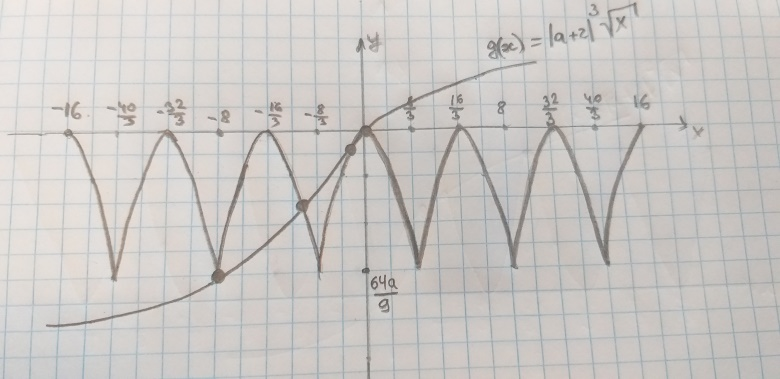 y
g(x) = |a+2| ³√x
-16 -40/3 -32/3 -8 -16/3 -8/3 8/3 16/3 8 32/3 40/3 16
x
64a/9